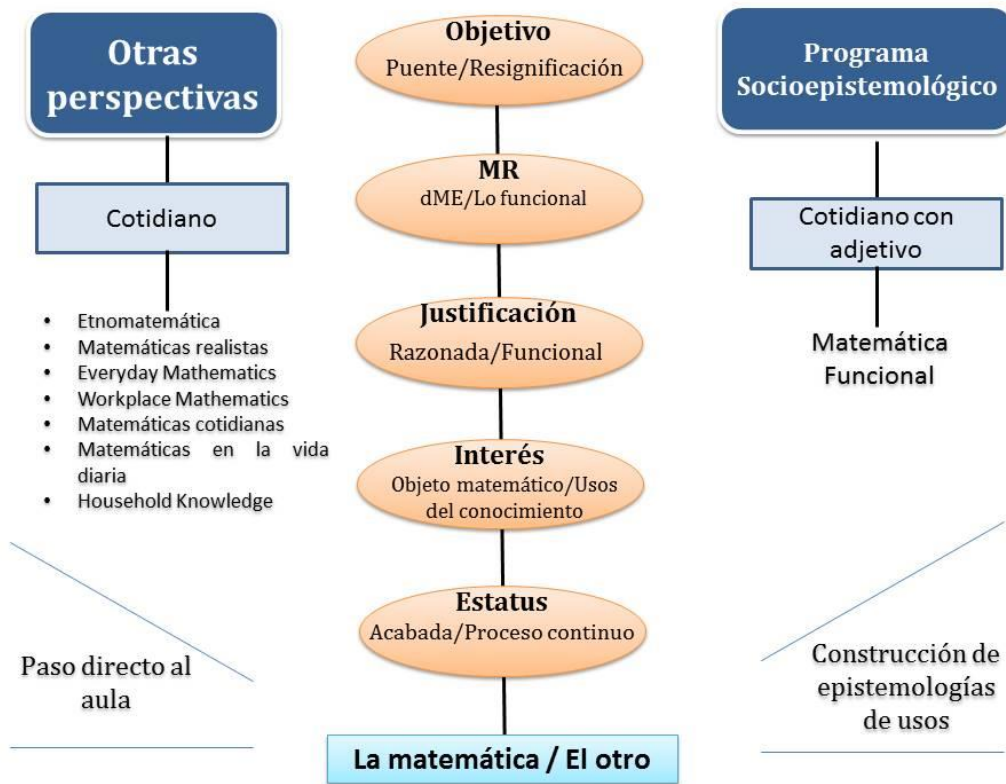 Otras
perspectivas
Cotidiano
• Etnomatemática
• Matemáticas realistas
• Everyday Mathematics
• Workplace Mathematics
• Matemáticas cotidianas
• Matemáticas en la vida
diaria
• Household Knowledge
Paso directo al
aula
Objetivo
Puente/Resignificación
MR
dME/Lo funcional
Justificación
Razonada/Funcional
Interés
Objeto matemático/Usos
del conocimiento
Estatus
Acabada/Proceso continuo
La matemática / El otro
Programa
Socioepistemológico
Cotidiano con
adjetivo
Matemática
Funcional
Construcción de
epistemologías
de usos